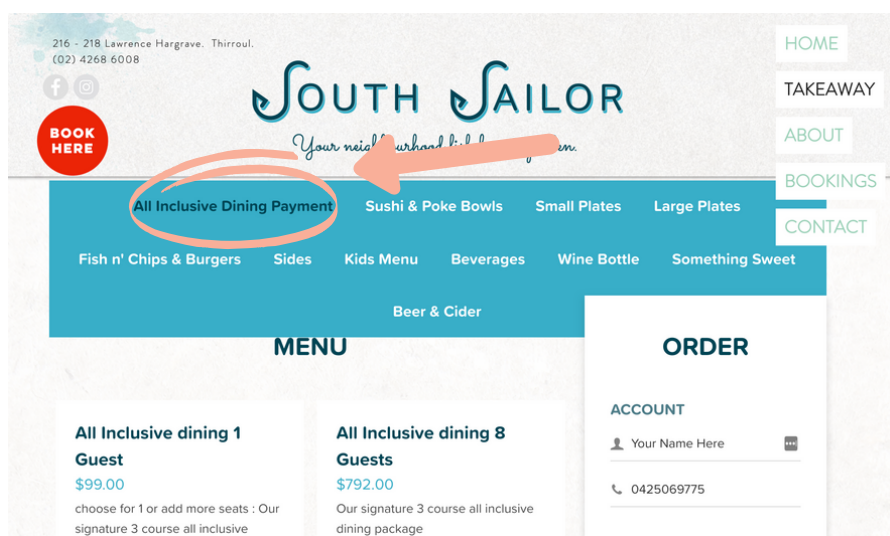 216 - 218 Lawrence Hargrave. Thirroul.
(02) 4268 6008
BOOK
HERE
SOUTH SAILOR
Your neighbourhood
HOME
TAKEAWAY
ABOUT
BOOKINGS
CONTACT
All Inclusive Dining Payment Sushi & Poke Bowls Small Plates Large Plates
Fish n' Chips & Burgers Sides Kids Menu Beverages Wine Bottle Something Sweet
Beer & Cider
MENU
All Inclusive dining 1
Guest
$99.00
choose for 1 or add more seats : Our
signature 3 course all inclusive
All Inclusive dining 8
Guests
$792.00
Our signature 3 course all inclusive
dining package
ORDER
ACCOUNT
Your Name Here
0425069775